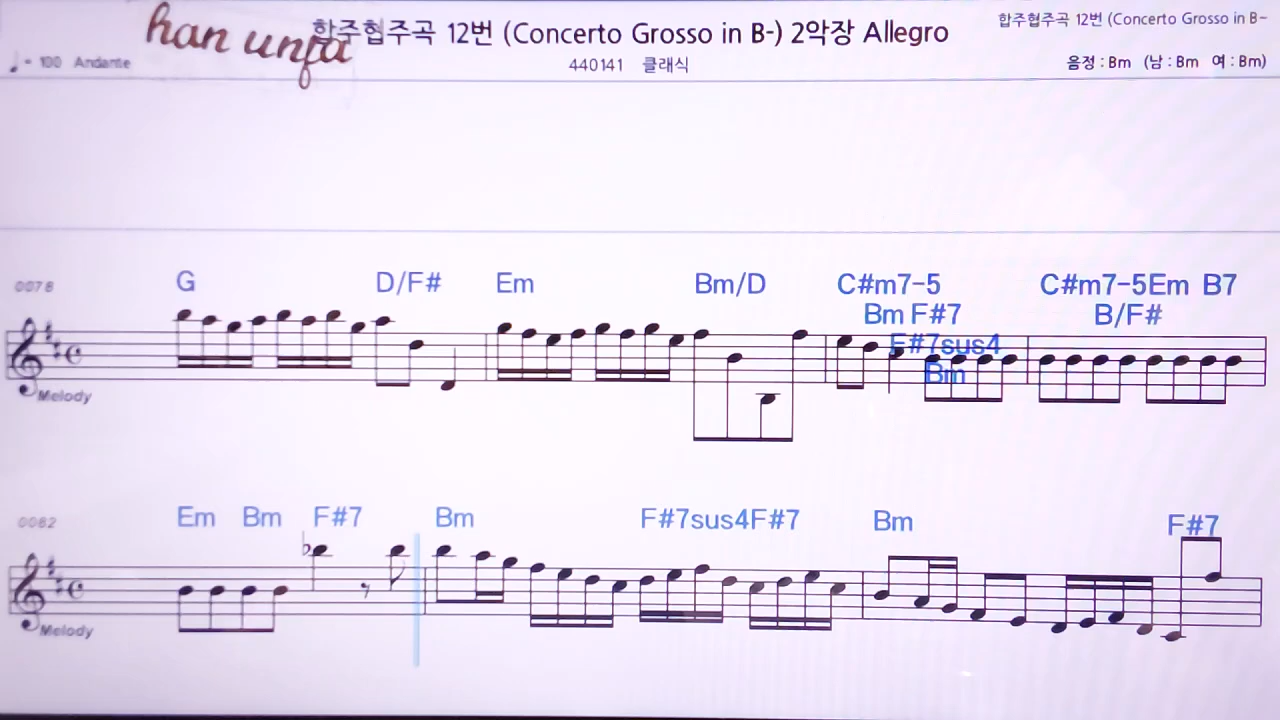 han unfa
합주협주곡 12번 (Concerto Grosso in B-) 2악장 Allegro
합주협주곡 12번 (Concerto Grosso in B-
♩= 100 Andante
440141 클래식
음정 : Bm (남 : Bm 여 : Bm)
0078
G D/F# Em Bm/D C#m7-5 C#m7-5Em B7
Bm F#7 B/F#
F#7sus4
Bm
Melody
0062
Em Bm F#7 Bm F#7sus4F#7 Bm F#7
Melody